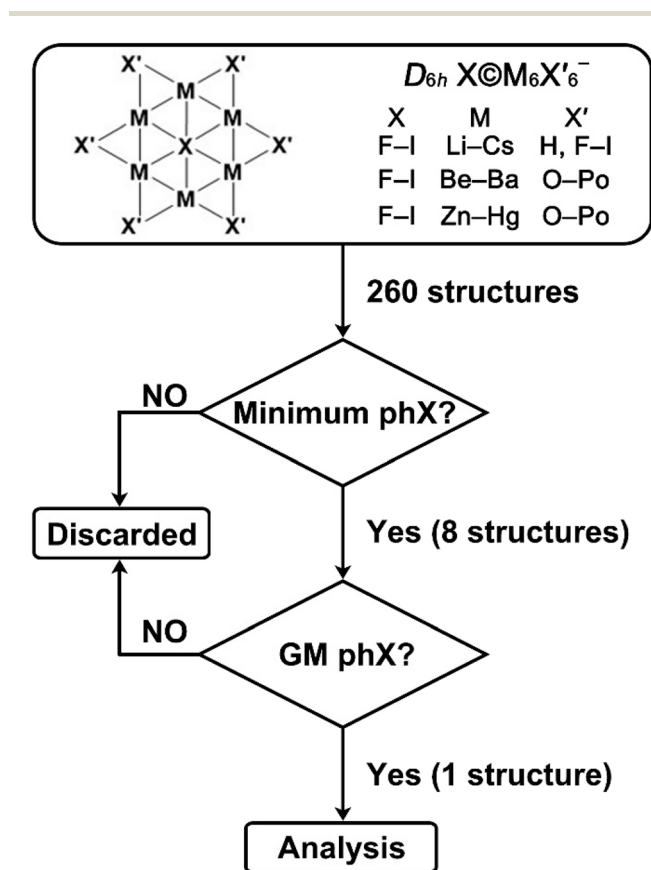 X' X'
M
M M
X' X X'
M M
M
X' X'
D6h X©M6X'6−
X M X'
F–I Li–Cs H, F–I
F–I Be–Ba O–Po
F–I Zn–Hg O–Po
260 structures
NO
Minimum phX?
Discarded
Yes (8 structures)
NO
GM phX?
Yes (1 structure)
Analysis